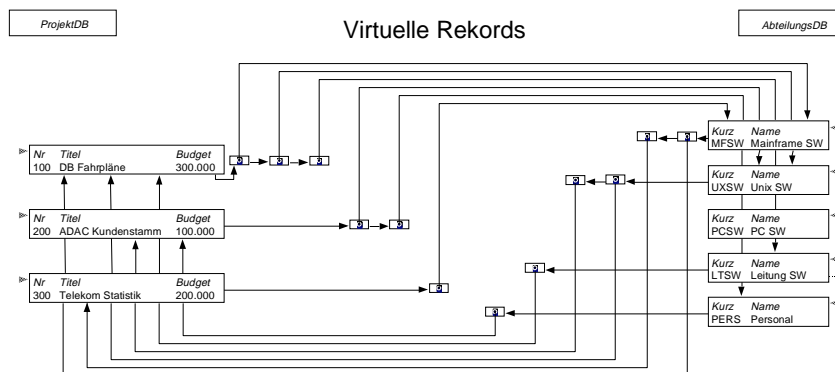 ProjektDB
Virtuelle Rekords
AbteilungsDB
Nr Titel Budget
100 DB Fahrpläne 300.000
Nr Titel Budget
200 ADAC Kundenstamm 100.000
Nr Titel Budget
300 Telekom Statistik 200.000
Kurz Name
MFSW Mainframe SW
Kurz Name
UXSW Unix SW
Kurz Name
PCSW PC SW
Kurz Name
LTSW Leitung SW
Kurz Name
PERS Personal